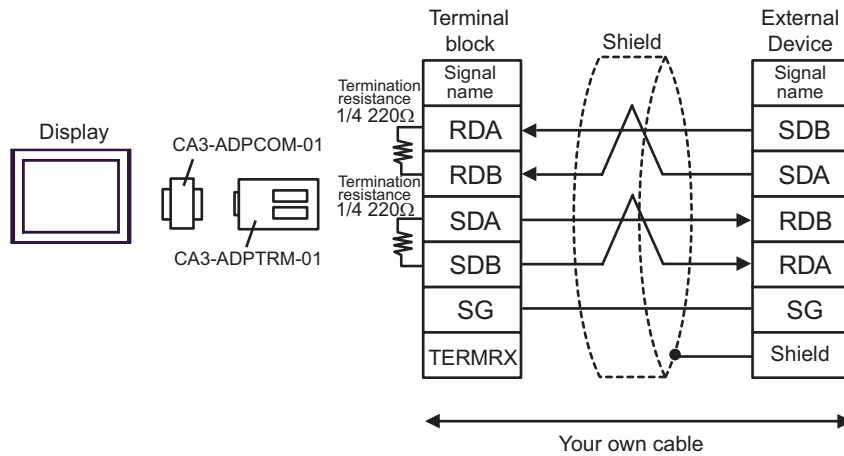 Display
CA3-ADPCOM-01
CA3-ADPTRM-01
Termination
resistance
1/4 220Ω
Termination
resistance
1/4 220Ω
Terminal
block
Signal
name
RDA
RDB
SDA
SDB
SG
TERMRX
Shield
External
Device
Signal
name
SDB
SDA
RDB
RDA
SG
Shield
Your own cable